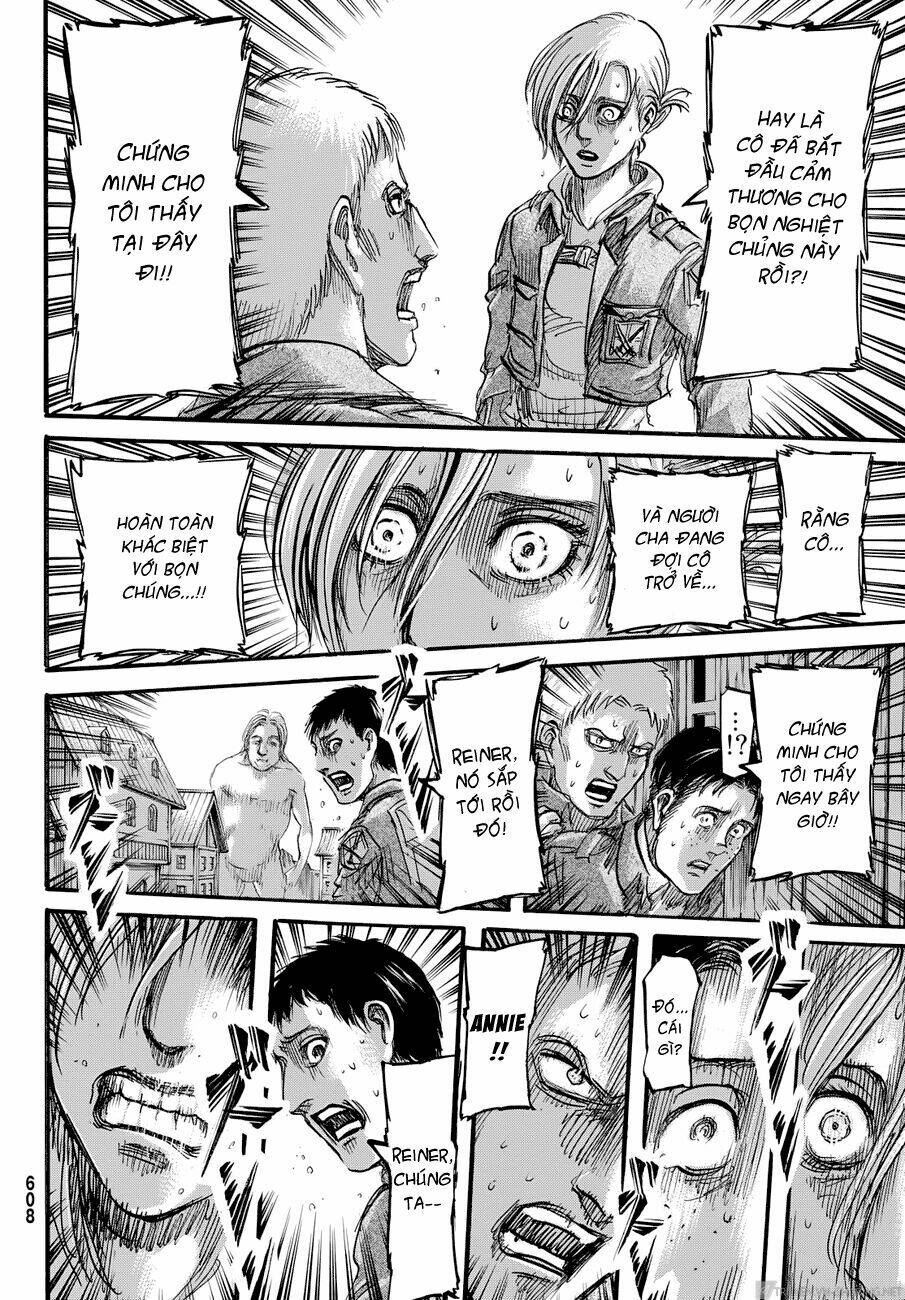 HAY LÀ
CÔ ĐÃ BẮT
ĐẦU CẢM
THƯƠNG CHO
BỌN NGHIỆT
CHỦNG NÀY
RỒI?!
CHỨNG
MINH CHO
TÔI THẤY
TẠI ĐÂY
ĐI!!
RẰNG
CÔ...
VÀ NGƯỜI
CHA ĐANG
ĐỢI CÔ
TRỞ VỀ...
HOÀN TOÀN
KHÁC BIỆT
VỚI BỌN
CHÚNG...!!
CHỨNG
MINH CHO
TÔI THẤY
NGAY BÂY
GIỜ!!
...!?
REINER,
NÓ SẮP
TỚI RỒI
ĐÓ!
ĐÓ...
CÁI
GÌ?
ANNIE
!!
REINER,
CHÚNG
TA--
608